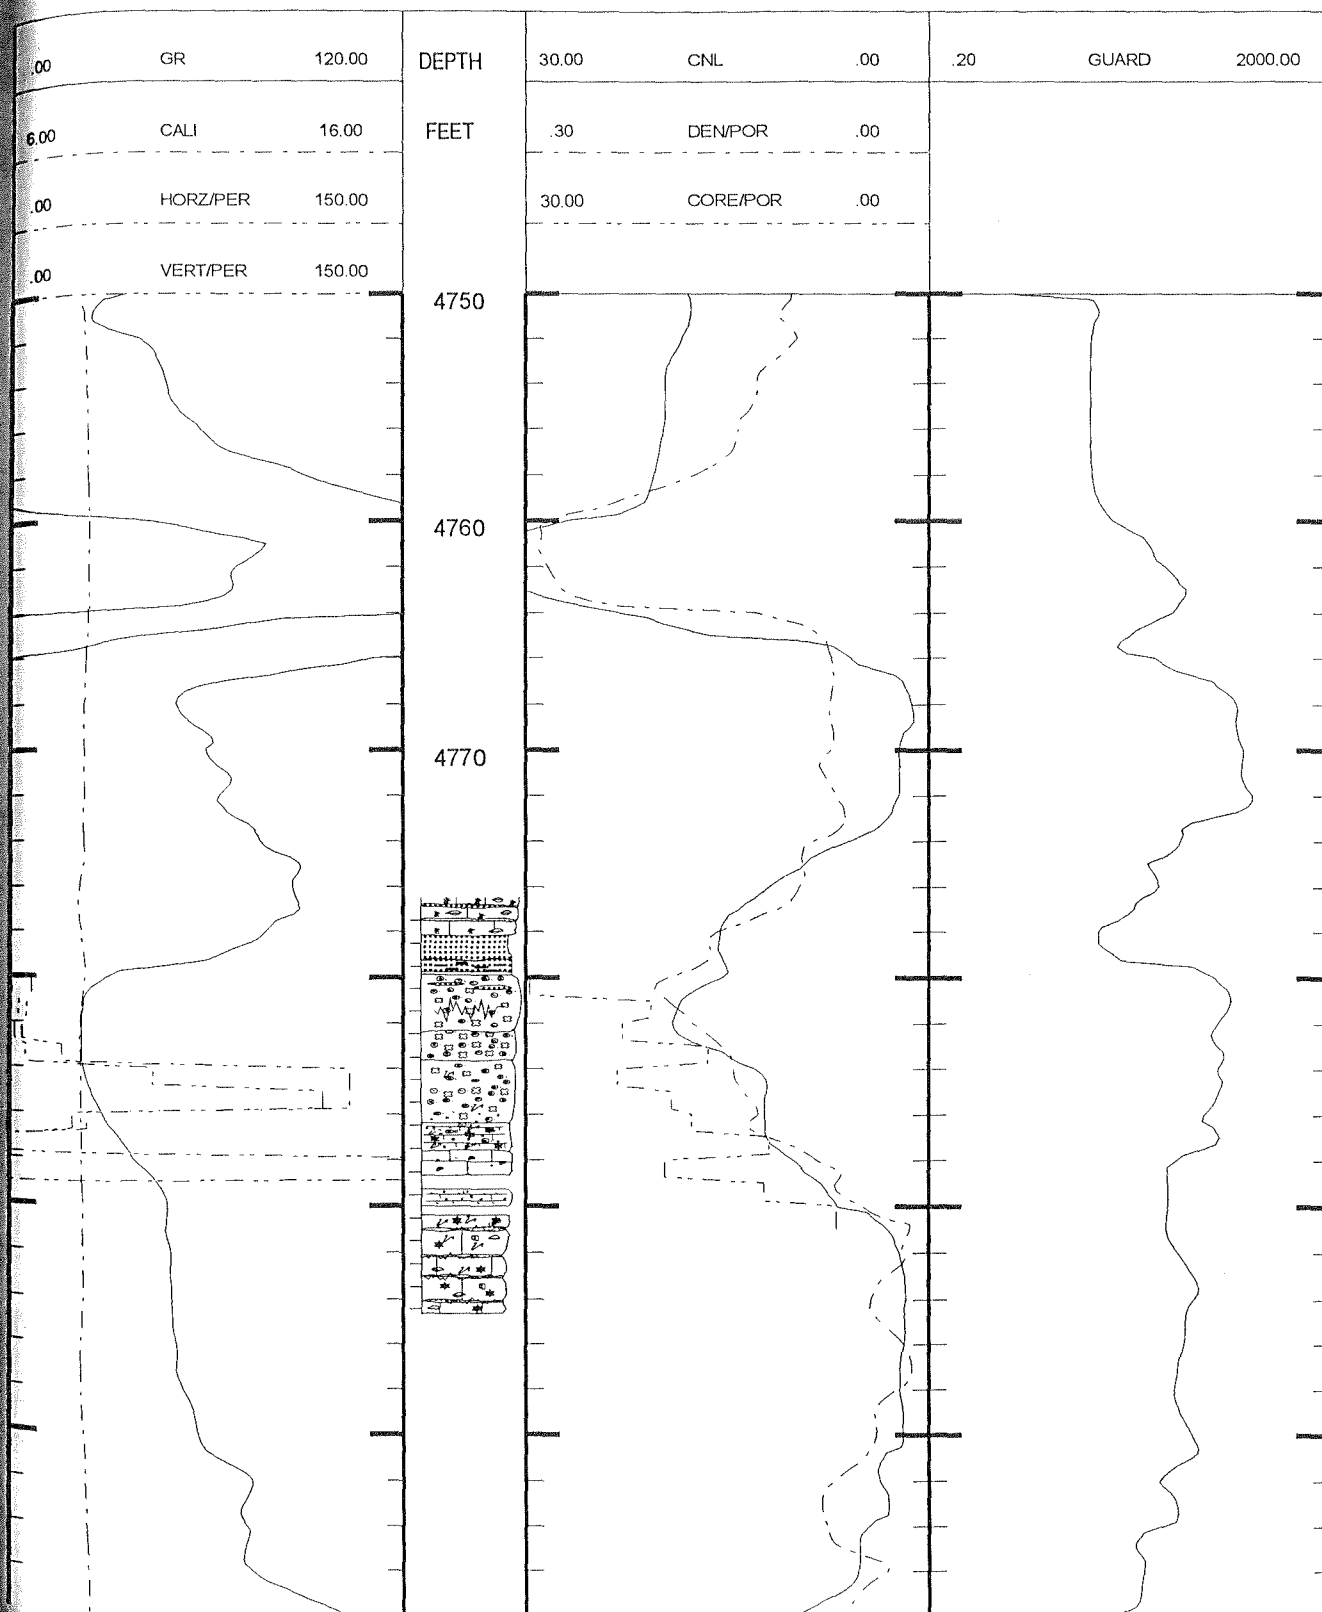 .00 GR 120.00 DEPTH 30.00 CNL .00 .20 GUARD 2000.00
6.00 CALI 16.00 FEET .30 DEN/POR .00
.00 HORZ/PER 150.00 30.00 CORE/POR .00
.00 VERT/PER 150.00
4750
4760
4770